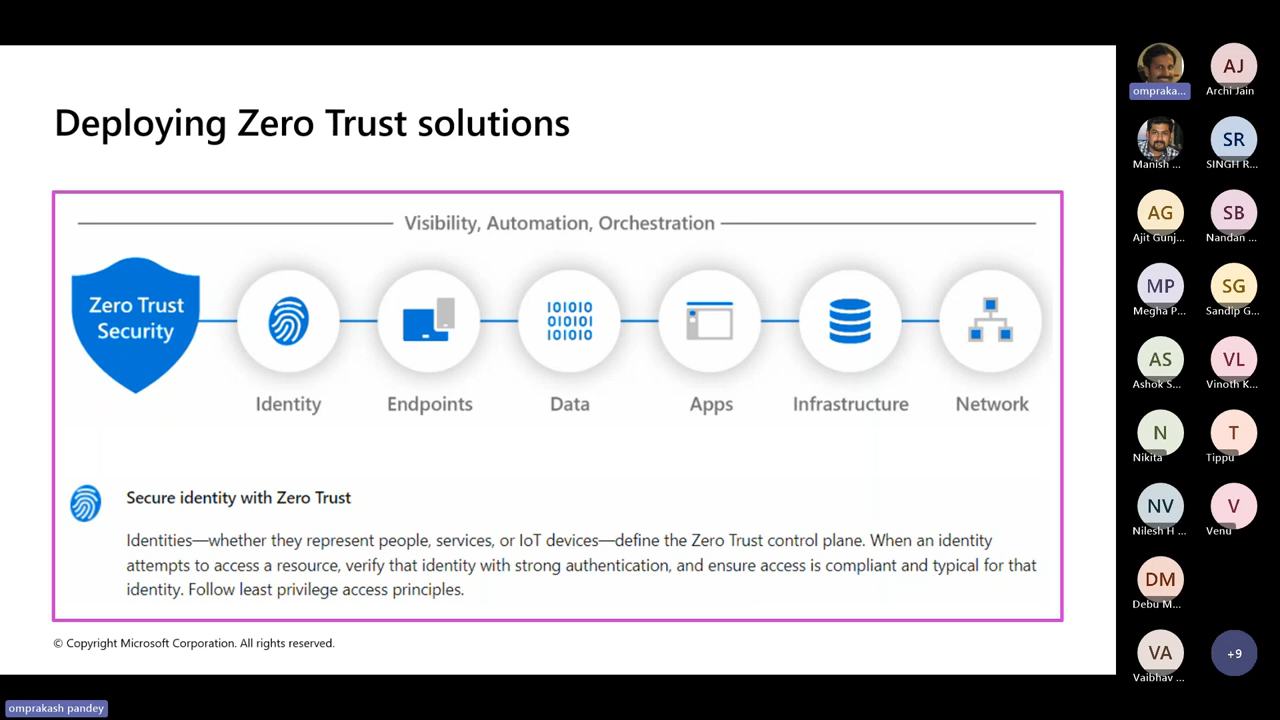 Deploying Zero Trust solutions
Visibility, Automation, Orchestration
Zero Trust
Security
Identity
Endpoints
Data
Apps
Infrastructure
Network
Secure identity with Zero Trust
Identities—whether they represent people, services, or IoT devices—define the Zero Trust control plane. When an identity
attempts to access a resource, verify that identity with strong authentication, and ensure access is compliant and typical for that
identity. Follow least privilege access principles.
© Copyright Microsoft Corporation. All rights reserved.
omprakash pandey
ompraka...
AJ
Archi Jain
Manish ...
SR
SINGH R...
AG
Ajit Gunj...
SB
Nandan ...
MP
Megha P...
SG
Sandip G...
AS
Ashok S...
VL
Vinoth K...
N
Nikita
T
Tippu
NV
Nilesh H ...
V
Venu
DM
Debu M...
VA
Vaibhav ...
+9
010101